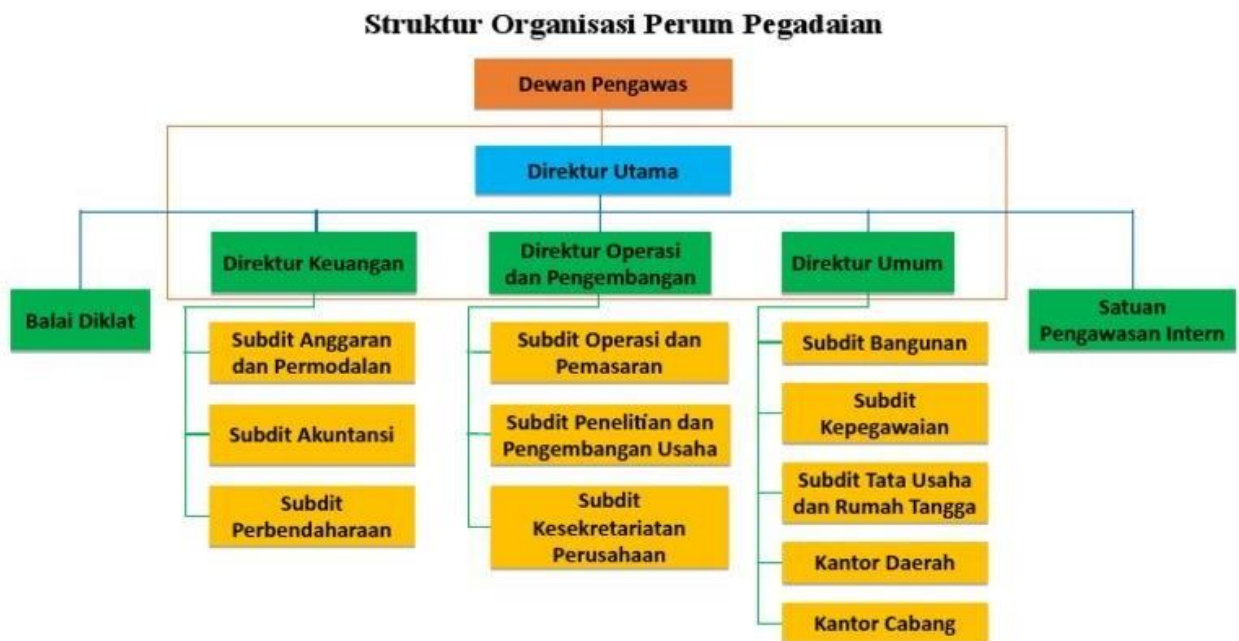 Struktur Organisasi Perum Pegadaian
Dewan Pengawas
Direktur Utama
Direktur Keuangan
Direktur Operasi
dan Pengembangan
Direktur Umum
Balai Diklat
Satuan
Pengawasan Intern
Subdit Anggaran
dan Permodalan
Subdit Akuntansi
Subdit
Perbendaharaan
Subdit Operasi dan
Pemasaran
Subdit Penelitian dan
Pengembangan Usaha
Subdit
Kesekretariatan
Perusahaan
Subdit Bangunan
Subdit
Kepegawaian
Subdit Tata Usaha
dan Rumah Tangga
Kantor Daerah
Kantor Cabang